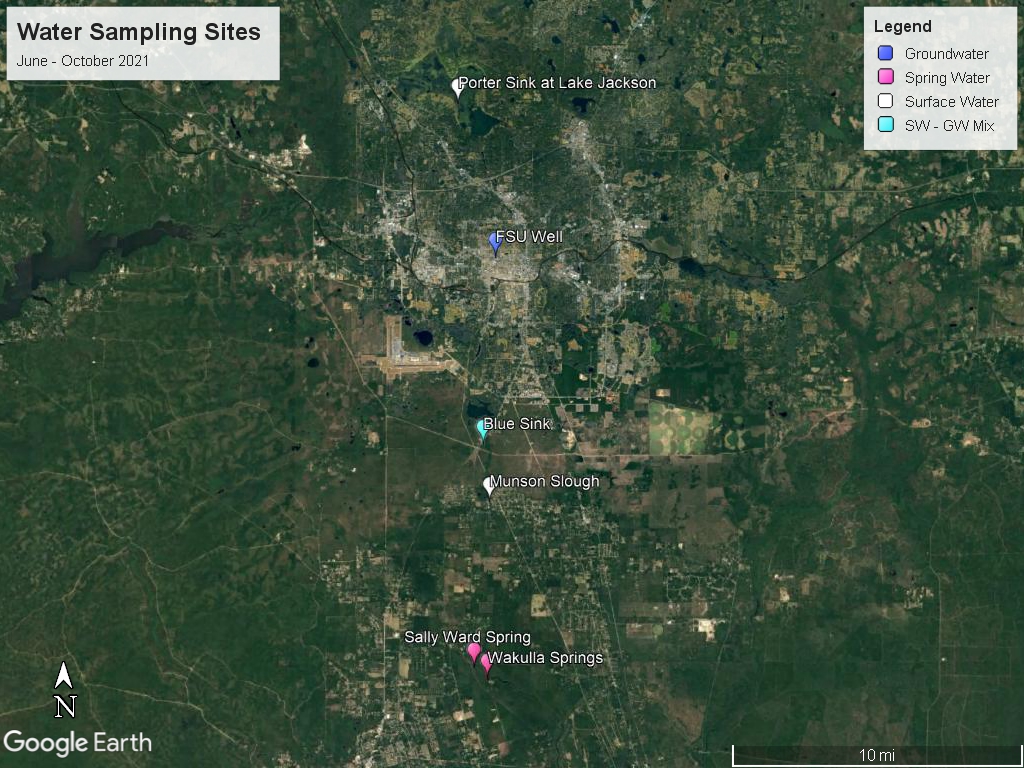 Water Sampling Sites
June - October 2021
Legend
Groundwater
Spring Water
Surface Water
SW - GW Mix
Porter Sink at Lake Jackson
FSU Well
Blue Sink
Munson Slough
Sally Ward Spring
Wakulla Springs
N
Google Earth
10 mi